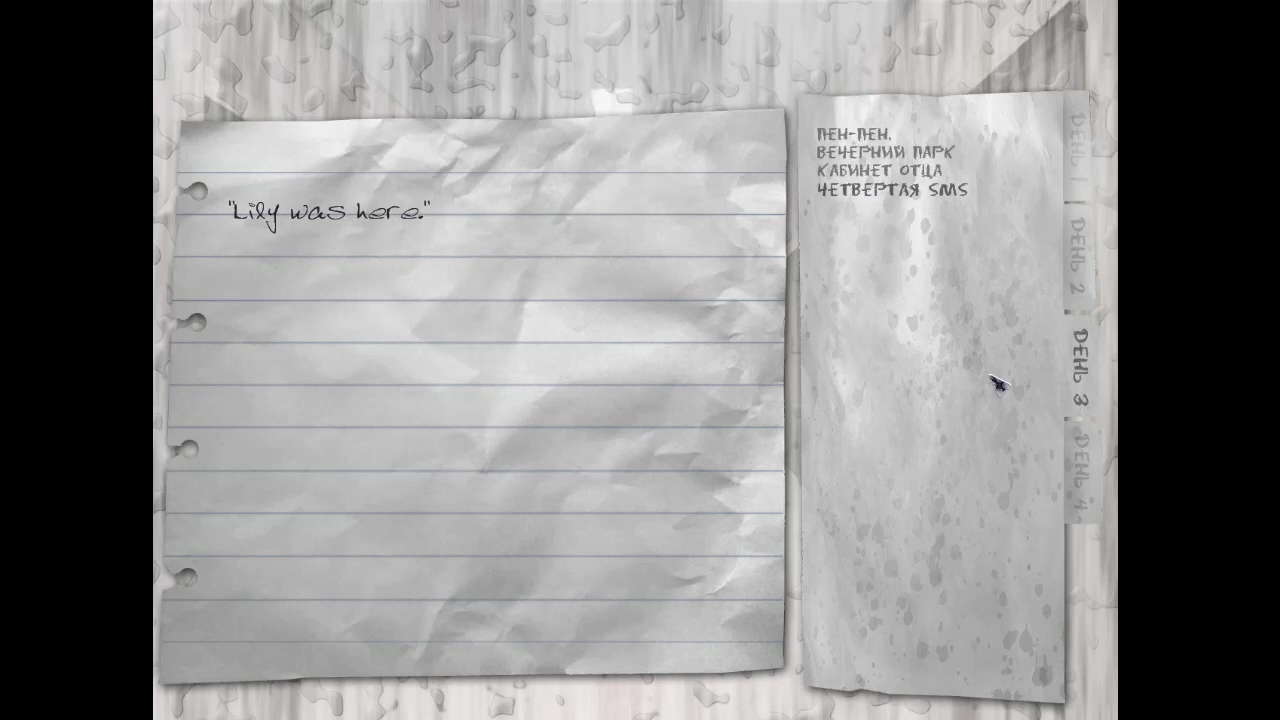 "Lily was here."
ПЕН-ПЕН.
ВЕЧЕРНИЙ ПАРК
КАБИНЕТ ОТЦА
ЧЕТВЕРТАЯ SMS
ДЕНЬ 1
ДЕНЬ 2
ДЕНЬ 3
ДЕНЬ 4